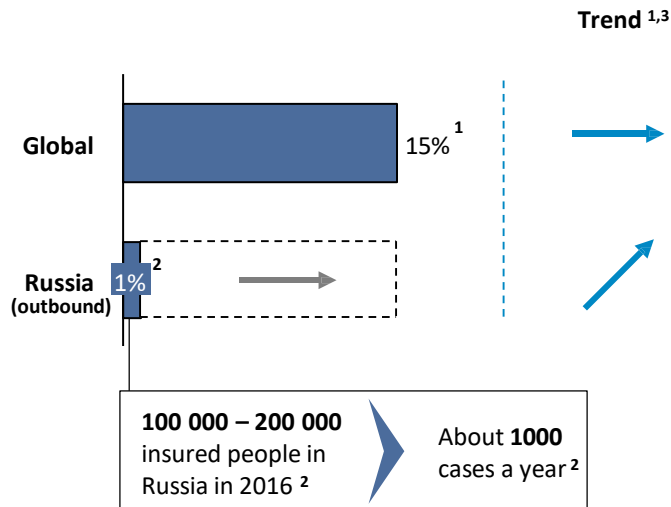 Trend ¹,³
Global
15% ¹
Russia
(outbound)
1% ²
100 000 – 200 000
insured people in
Russia in 2016 ²
About 1000
cases a year ²